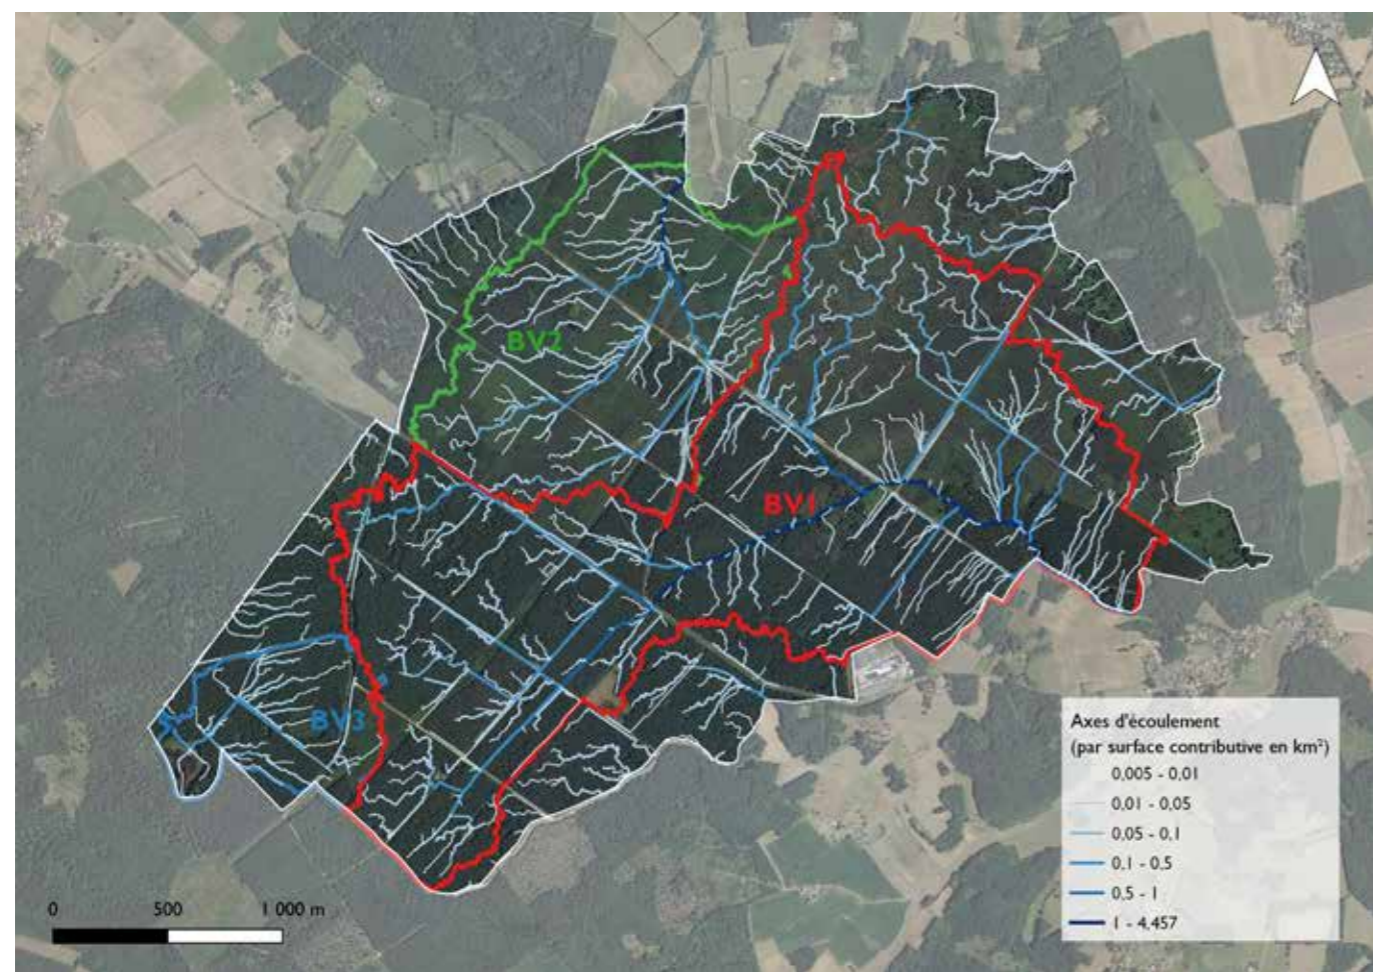 BV2
BV1
BV3
Axes d'écoulement
(par surface contributive en km²)
0,005 - 0,01
0,01 - 0,05
0,05 - 0,1
0,1 - 0,5
0,5 - 1
1 - 4,457
0 500 1 000 m